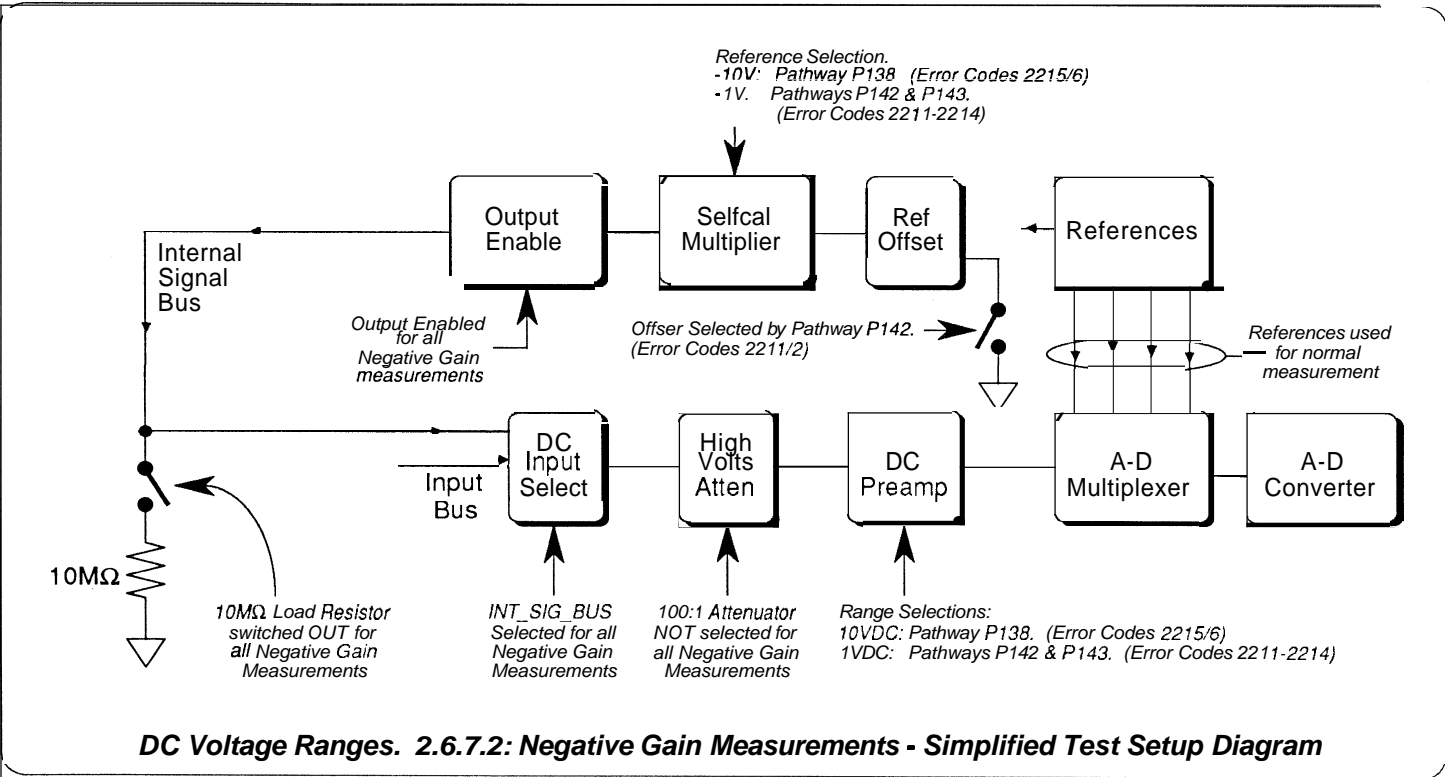 Reference Selection.
-10V: Pathway P138 (Error Codes 2215/6)
-1V. Pathways P142 & P143.
(Error Codes 2211-2214)
Output
Enable
Selfcal
Multiplier
Ref
Offset
References
Internal
Signal
Bus
Output Enabled
for all
Negative Gain
measurements
Offser Selected by Pathway P142.
(Error Codes 2211/2)
References used
for normal
measurement
DC
Input
Select
Input
Bus
High
Volts
Atten
DC
Preamp
A-D
Multiplexer
A-D
Converter
10MΩ
10MΩ Load Resistor
switched OUT for
all Negative Gain
Measurements
INT_SIG_BUS
Selected for all
Negative Gain
Measurements
100:1 Attenuator
NOT selected for
all Negative Gain
Measurements
Range Selections:
10VDC: Pathway P138. (Error Codes 2215/6)
1VDC: Pathways P142 & P143. (Error Codes 2211-2214)
DC Voltage Ranges. 2.6.7.2: Negative Gain Measurements - Simplified Test Setup Diagram